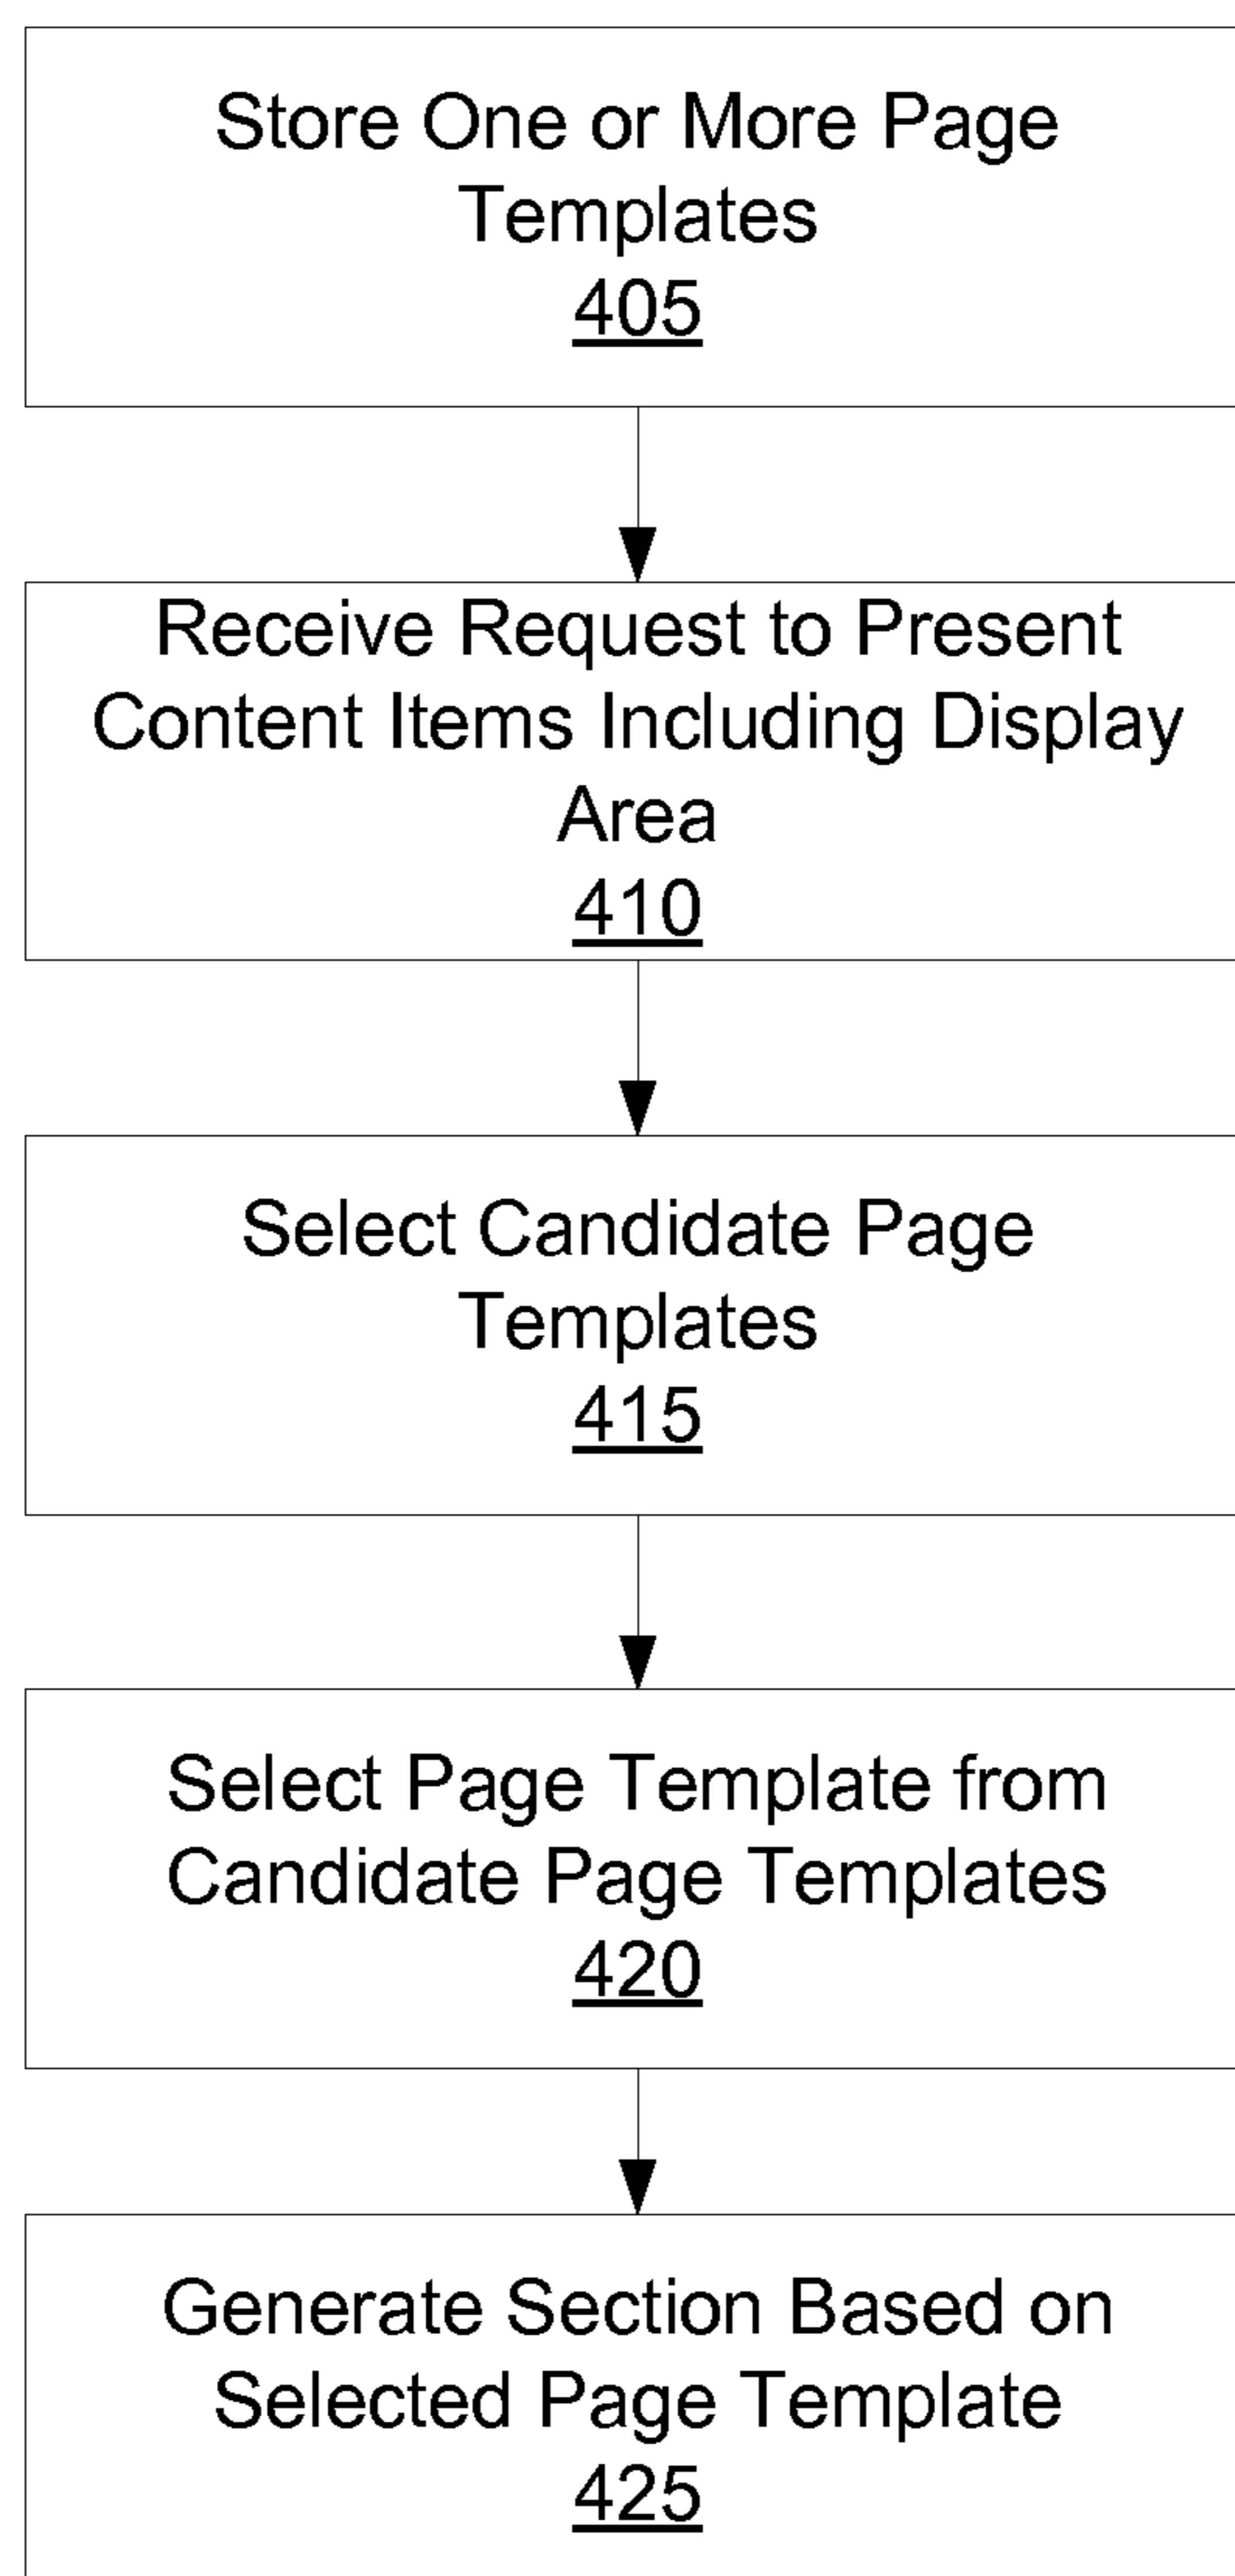 Store One or More Page
Templates
405
Receive Request to Present
Content Items Including Display
Area
410
Select Candidate Page
Templates
415
Select Page Template from
Candidate Page Templates
420
Generate Section Based on
Selected Page Template
425